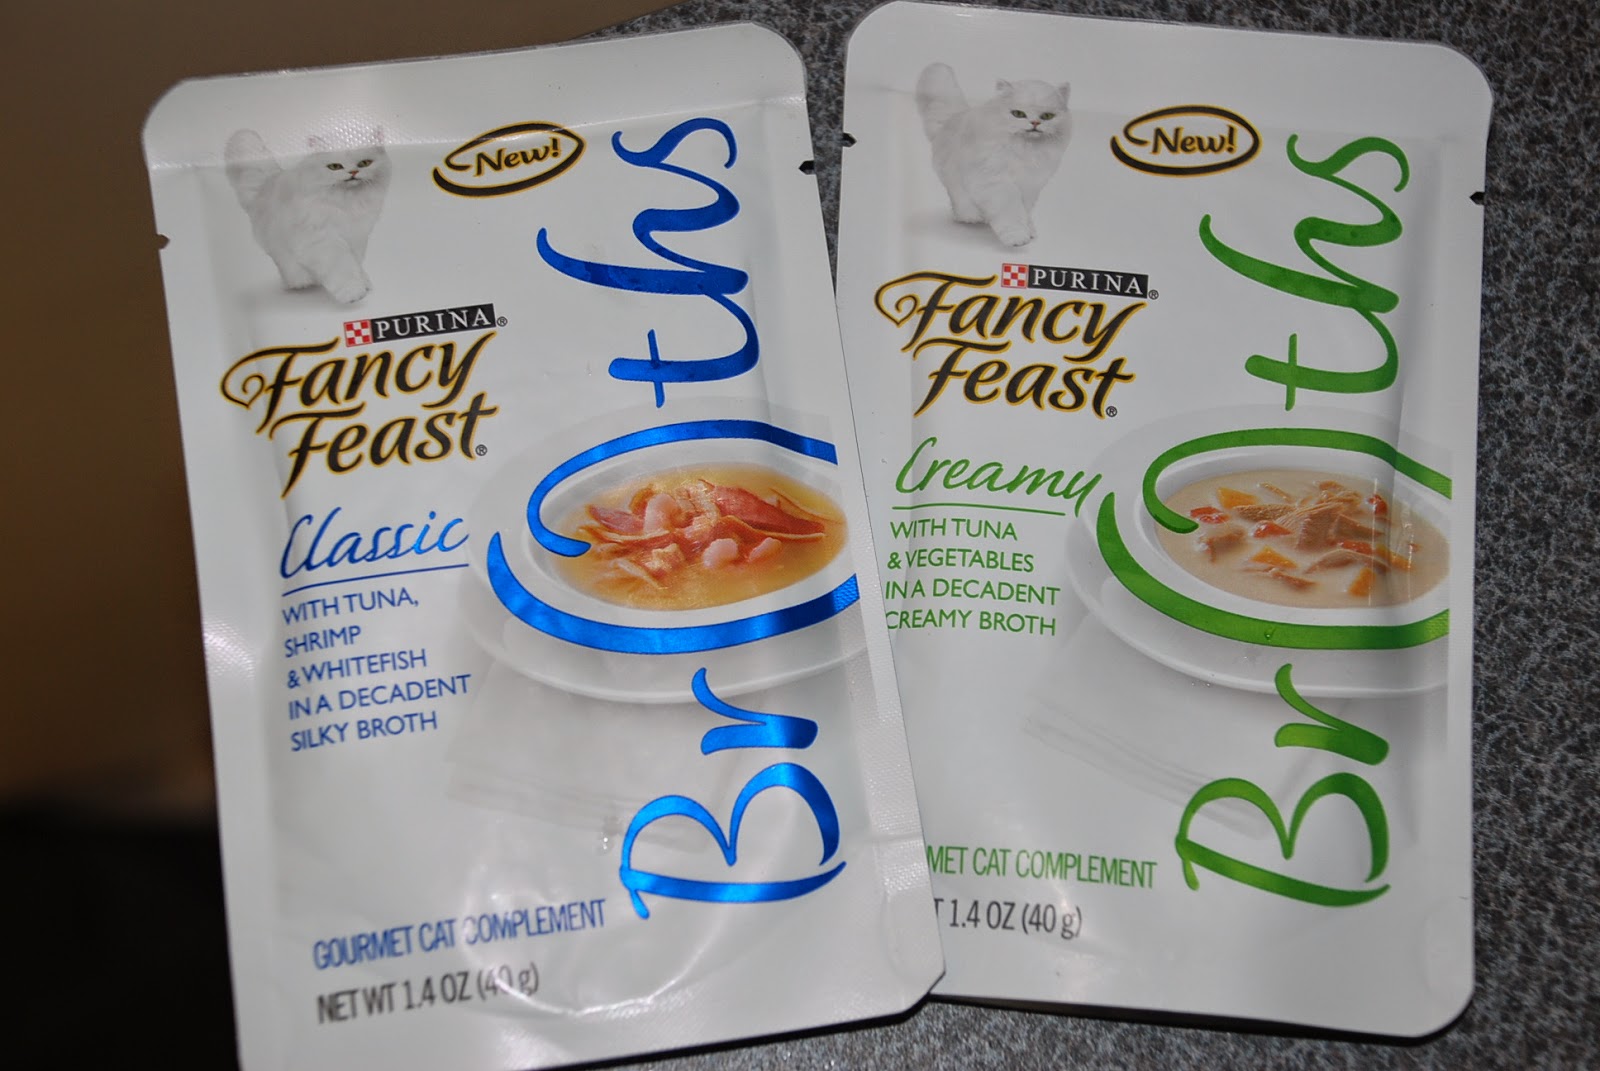 New!
Broths
PURINA®
Fancy
Feast®
Classic
WITH TUNA,
SHRIMP
& WHITEFISH
IN A DECADENT
SILKY BROTH
GOURMET CAT COMPLEMENT
NET WT 1.4 OZ (40 g)
New!
Broths
PURINA®
Fancy
Feast®
Creamy
WITH TUNA
& VEGETABLES
IN A DECADENT
CREAMY BROTH
MET CAT COMPLEMENT
T 1.4 OZ (40 g)